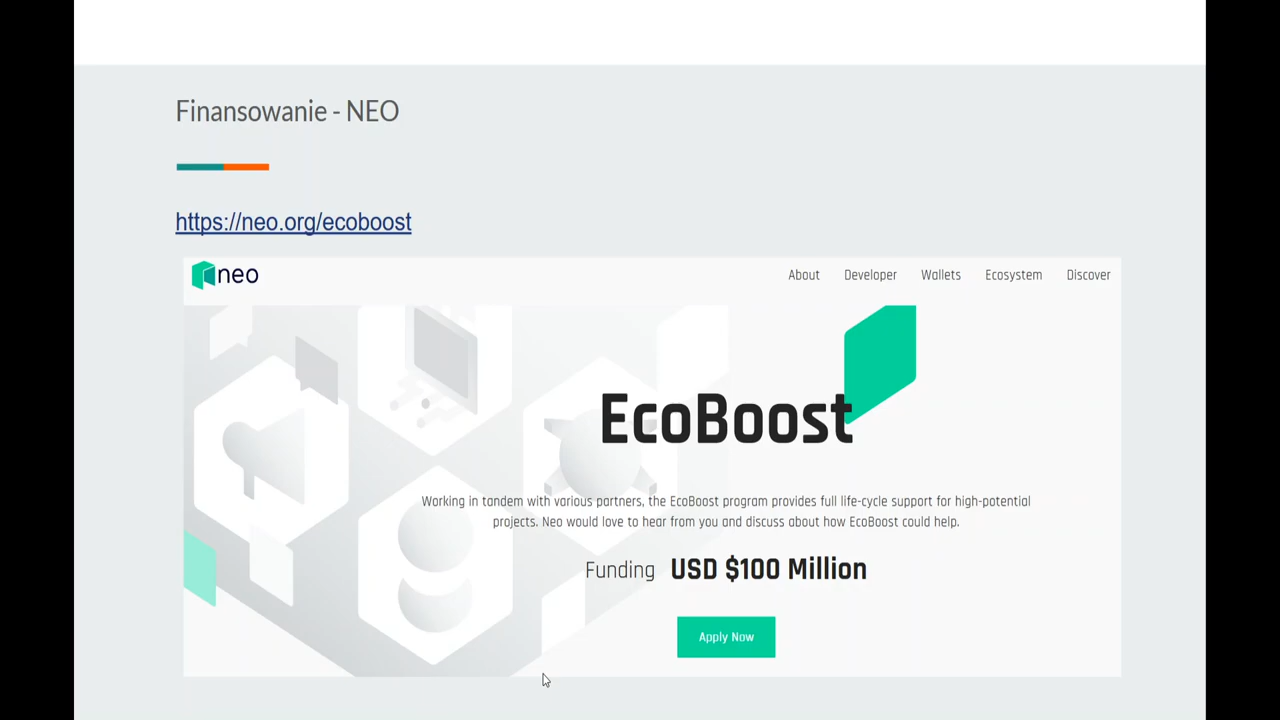 Finansowanie - NEO
https://neo.org/ecoboost
neo
About Developer Wallets Ecosystem Discover
EcoBoost
Working in tandem with various partners, the EcoBoost program provides full life-cycle support for high-potential
projects. Neo would love to hear from you and discuss about how EcoBoost could help.
Funding USD $100 Million
Apply Now